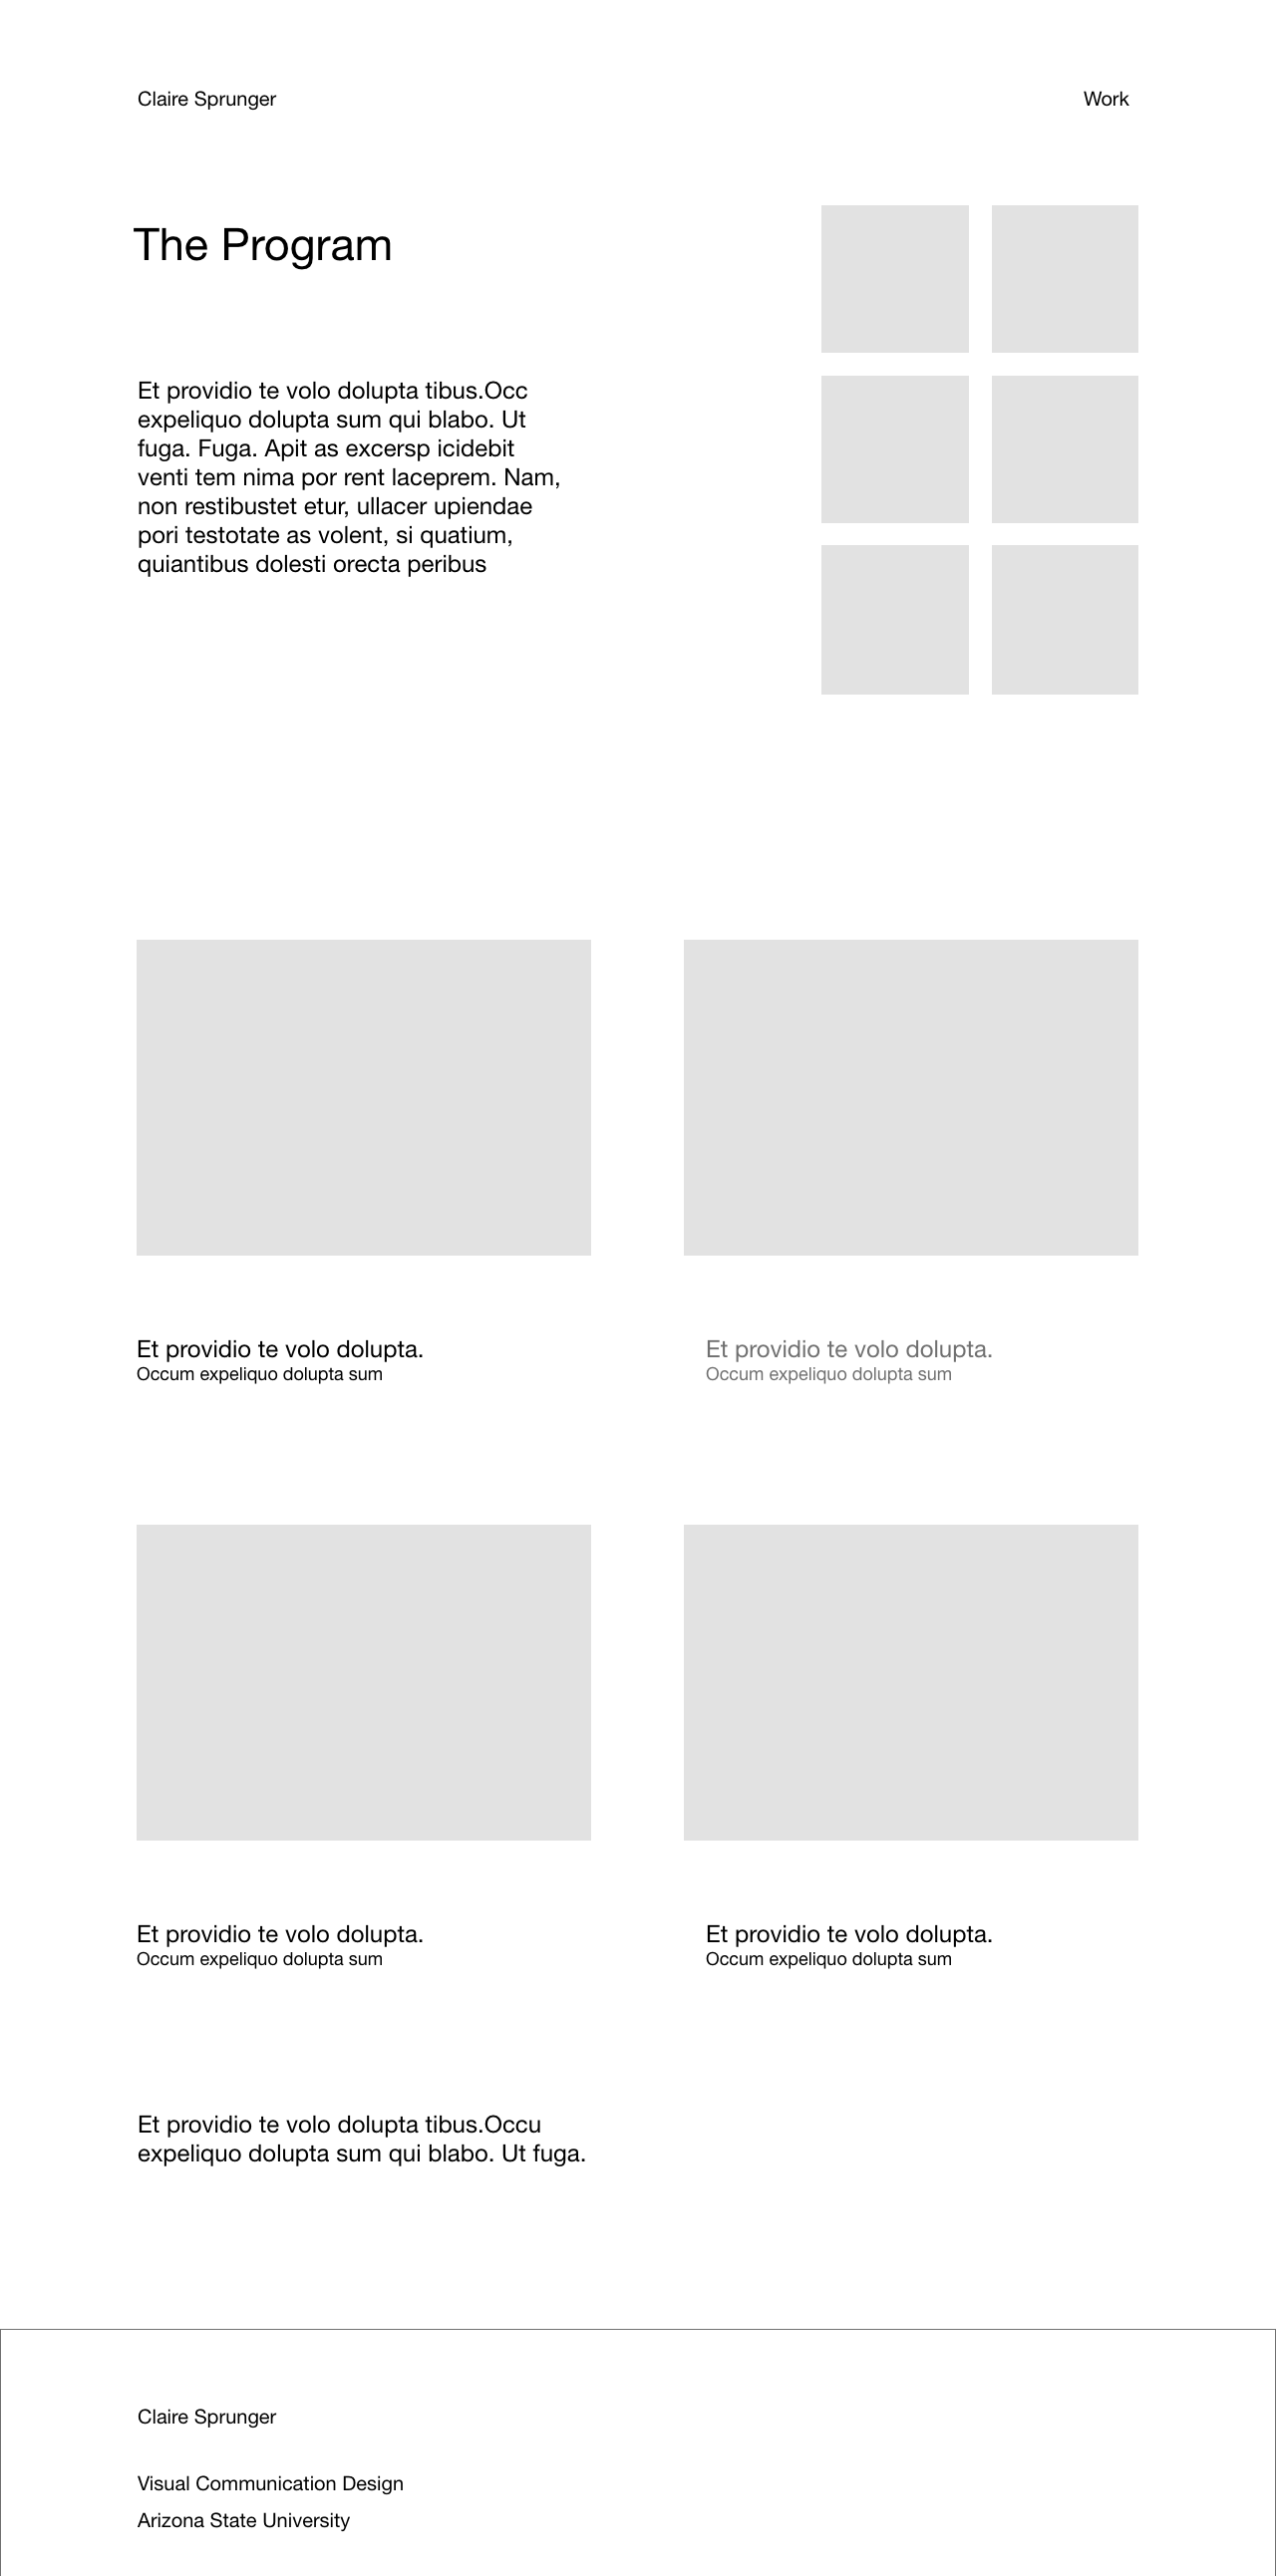 Claire Sprunger
Work
The Program
Et providio te volo dolupta tibus.Occ
expeliquo dolupta sum qui blabo. Ut
fuga. Fuga. Apit as excersp icidebit
venti tem nima por rent laceprem. Nam,
non restibustet etur, ullacer upiendae
pori testotate as volent, si quatium,
quiantibus dolesti orecta peribus
Et providio te volo dolupta.
Occum expeliquo dolupta sum
Et providio te volo dolupta.
Occum expeliquo dolupta sum
Et providio te volo dolupta.
Occum expeliquo dolupta sum
Et providio te volo dolupta.
Occum expeliquo dolupta sum
Et providio te volo dolupta tibus.Occu
expeliquo dolupta sum qui blabo. Ut fuga.
Claire Sprunger
Visual Communication Design
Arizona State University